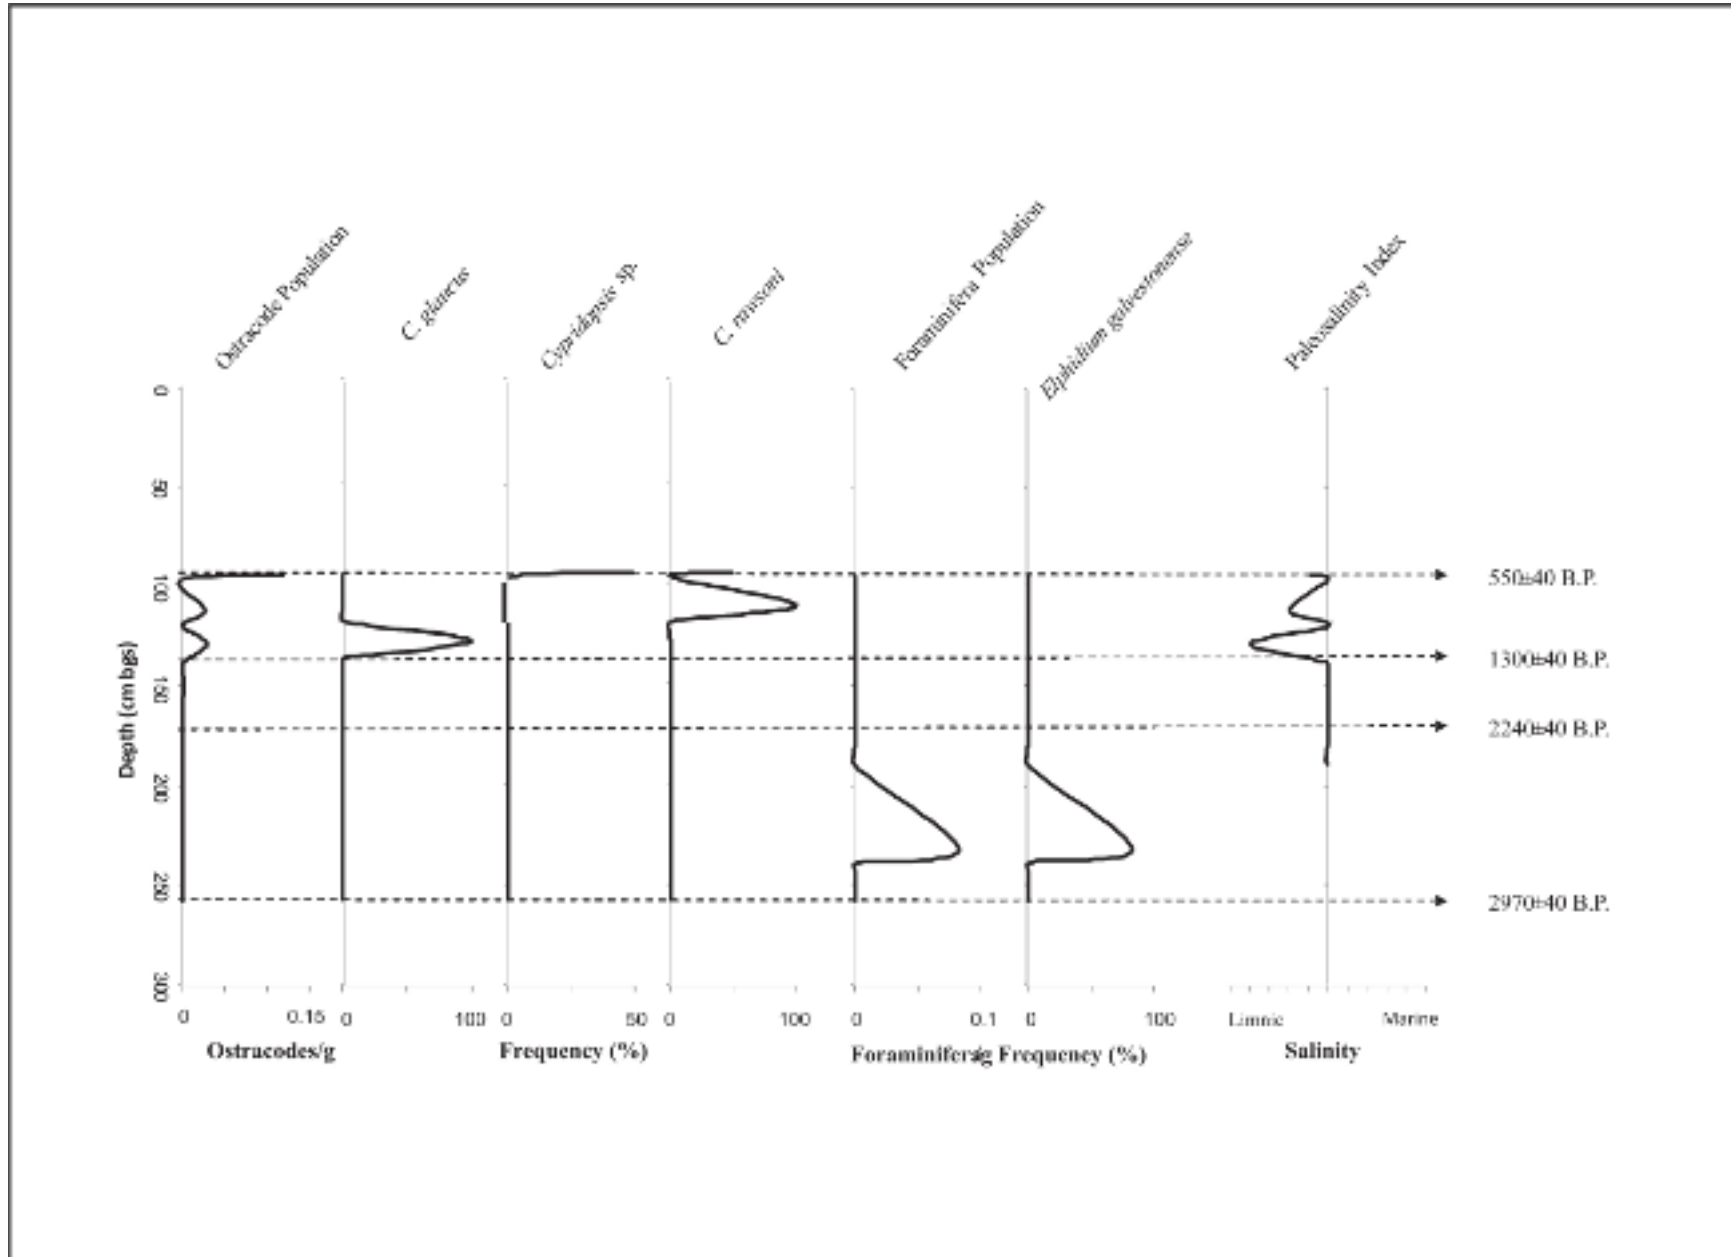 Ostracode Population
C. glaucus
Cypridopsis sp.
C. rawsoni
Foraminifera Population
Elphidium galvestonense
Paleosalinity Index
0
50
100
150
200
250
300
Depth (cm bgs)
550±40 B.P.
1300±40 B.P.
2240±40 B.P.
2970±40 B.P.
0 0.15 0 100 0 50 0 100 0 0.1 0 100 Limnic Marine
Ostracodes/g Frequency (%) Foraminifera/g Frequency (%) Salinity